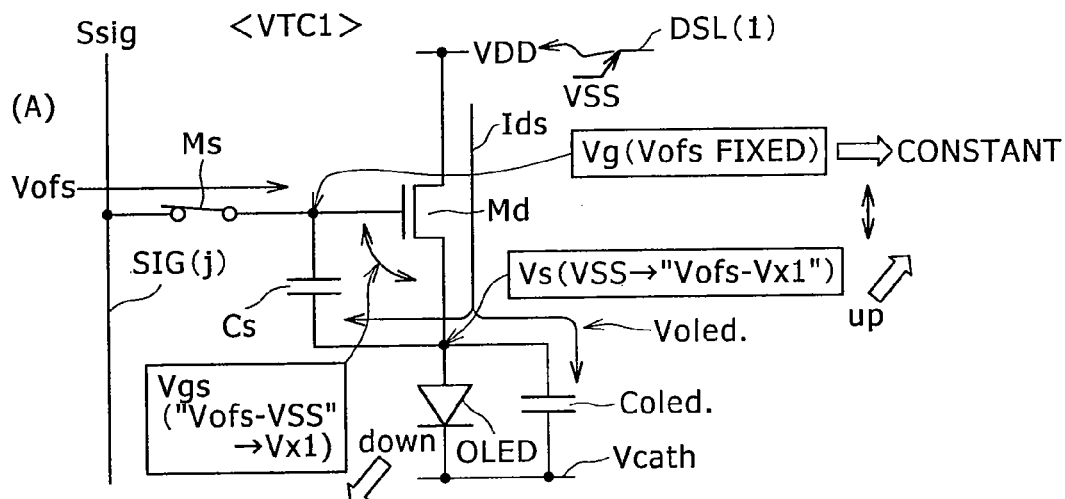 Ssig
<VTC1>
DSL(1)
VDD
VSS
(A)
Ids
Ms
Vg(Vofs FIXED)
CONSTANT
Vofs
Md
SIG(j)
Vs(VSS→"Vofs-Vx1")
Cs
up
Voled.
Vgs
("Vofs-VSS"
→Vx1)
Coled.
down
OLED
Vcath